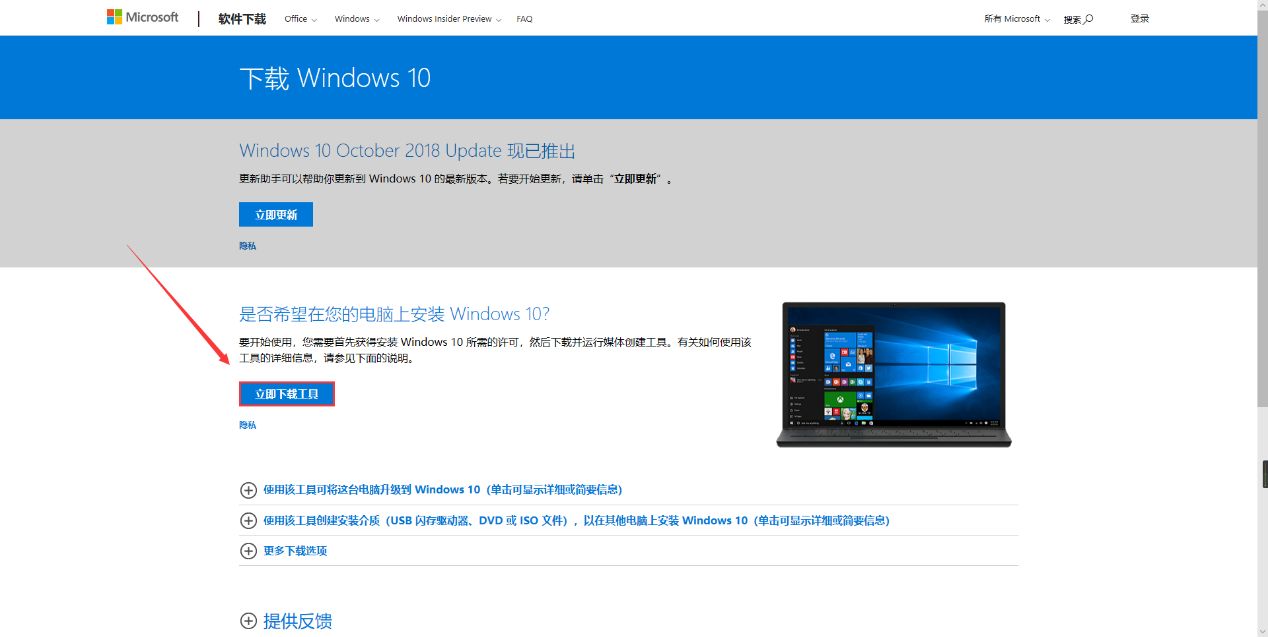 Microsoft 软件下载 Office Windows Windows Insider Preview FAQ 所有 Microsoft 搜索 登录
下载 Windows 10
Windows 10 October 2018 Update 现已推出
更新助手可以帮助你更新到 Windows 10 的最新版本。若要开始更新，请单击“立即更新”。
立即更新
隐私
是否希望在您的电脑上安装 Windows 10?
要开始使用，您需要首先获得安装 Windows 10 所需的许可，然后下载并运行媒体创建工具。有关如何使用该
工具的详细信息，请参见下面的说明。
立即下载工具
隐私
使用该工具可将这台电脑升级到 Windows 10（单击可显示详细或简要信息）
使用该工具创建安装介质（USB 闪存驱动器、DVD 或 ISO 文件），以在其他电脑上安装 Windows 10（单击可显示详细或简要信息）
更多下载选项
提供反馈